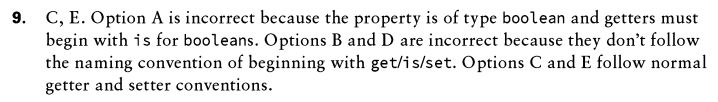 9. C, E. Option A is incorrect because the property is of type boolean and getters must
begin with is for booleans. Options B and D are incorrect because they don’t follow
the naming convention of beginning with get/is/set. Options C and E follow normal
getter and setter conventions.